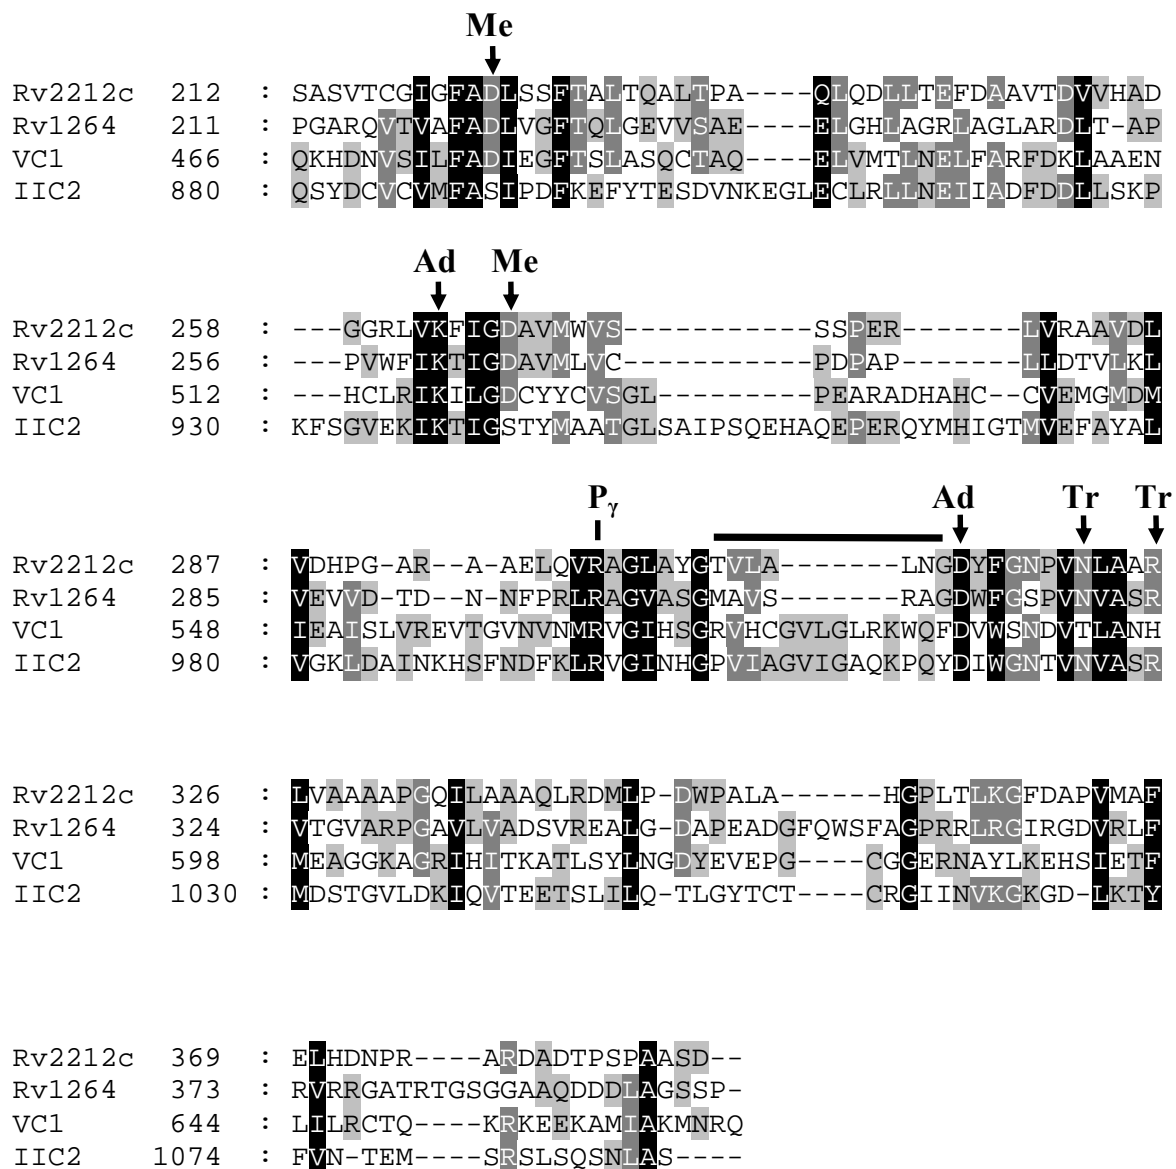 Me
Rv2212c 212 : SASVTCGIGFADLSSFTALTQALTPA----QLQDLLTEFDAAVTDVVHAD
Rv1264 211 : PGARQVTVAFADLVGFTQLGEVVSAE----ELGHLAGRLAGLARDLT-AP
VC1 466 : QKHDNVSILFADIEGFTSLASQCTAQ----ELVMTLNELFARFDKLAAEN
IIC2 880 : QSYDCVCVMFASIPDFKEFYTESDVNKEGLECLRLLNEIIADFDDLLSKP
Ad Me
Rv2212c 258 : ---GGRLVKFIGDAVMWVS-----------SSPER-------LVRAAVDL
Rv1264 256 : ---PVWFIKTIGDAVMLVC-----------PDPAP-------LLDTVLKL
VC1 512 : ---HCLRIKILGDCYYCVSGL---------PEARADHAHC--CVEMGMDM
IIC2 930 : KFSGVEKIKTIGSTYMAATGLSAIPSQEHAQEPERQYMHIGTMVEFAYAL
Pγ Ad Tr Tr
Rv2212c 287 : VDHPG-AR--A-AELQVRAGLAYGTVLA-------LNGDYFGNPVNLAAR
Rv1264 285 : VEVVD-TD--N-NFPRLRAGVASGMAVS-------RAGDWFGSPVNVASR
VC1 548 : IEAISLVREVTGVNVNMRVGIHSGRVHCGVLGLRKWQFDVWSNDVTLANH
IIC2 980 : VGKLDAINKHSFNDFKLRVGINHGPVIAGVIGAQKPQYDIWGNTVNVASR
Rv2212c 326 : LVAAAAPGQILAAAQLRDMLP-DWPALA------HGPLTLKGFDAPVMAF
Rv1264 324 : VTGVARPGAVLVADSVREALG-DAPEADGFQWSFAGPRRLRGIRGDVRLF
VC1 598 : MEAGGKAGRIHITKATLSYLNGDYEVEPG----CGGERNAYLKEHSIETF
IIC2 1030 : MDSTGVLDKIQVTEETSLILQ-TLGYTCT-----CRGIINVKGKGD-LKTY
Rv2212c 369 : ELHDNPR----ARDADTPSPAASD--
Rv1264 373 : RVRRGATRTGSGGAAQDDDLAGSSP-
VC1 644 : LILRCTQ----KRKEEKAMIAKMNRQ
IIC2 1074 : FVN-TEM----SRSLSQSNLAS----